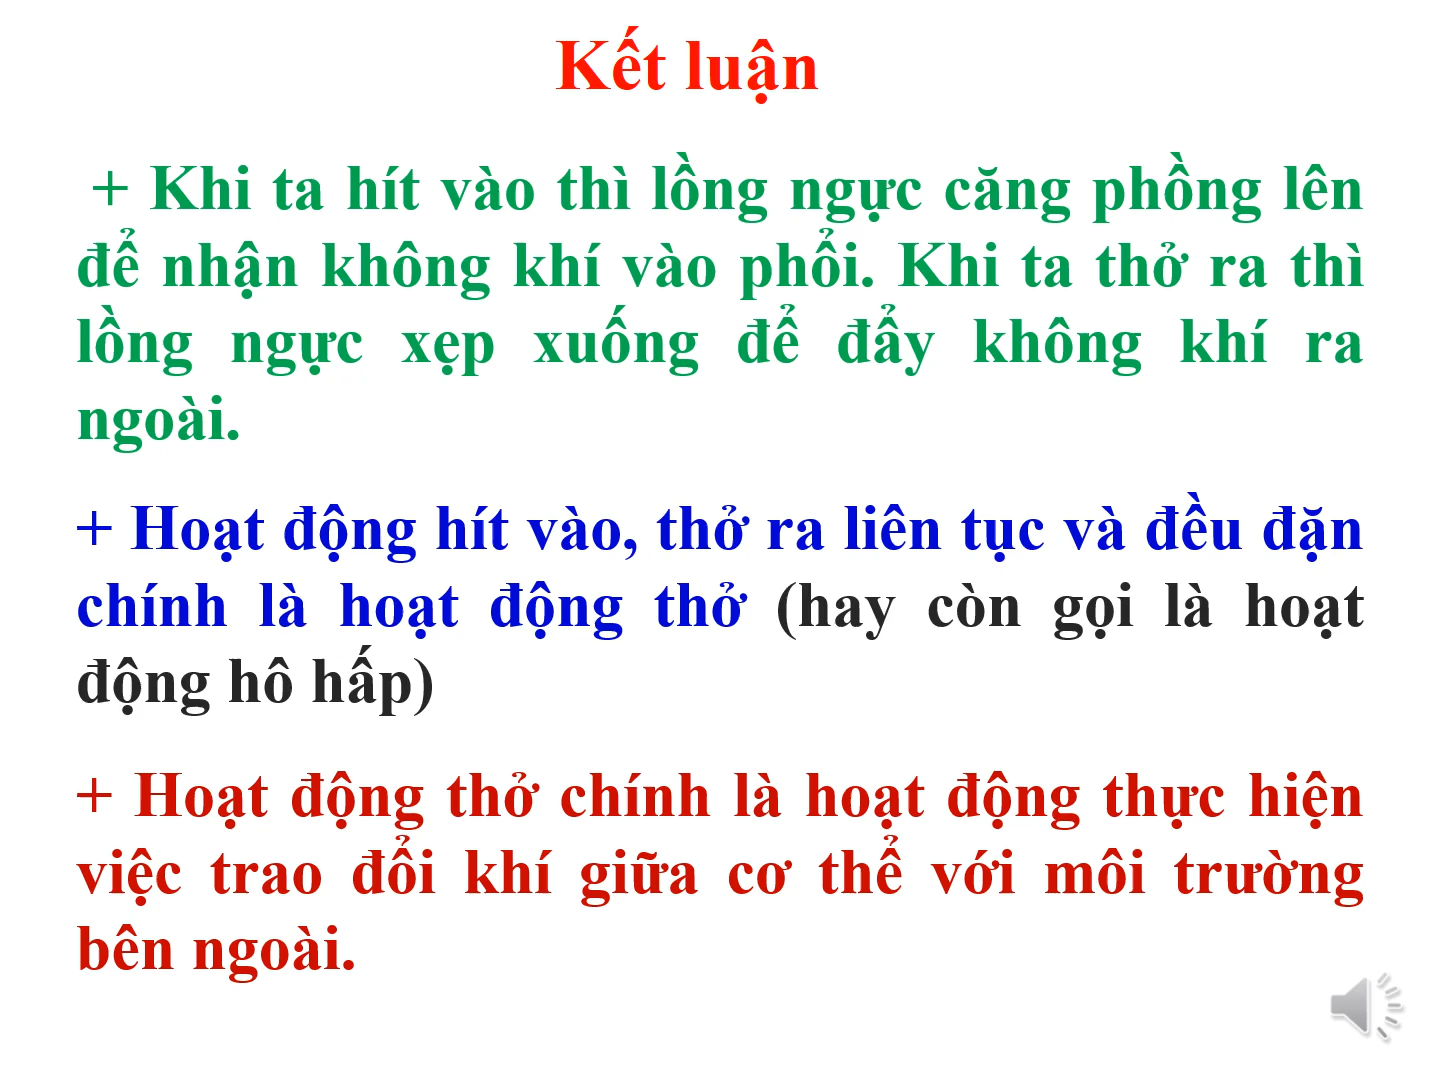 Kết luận
+ Khi ta hít vào thì lồng ngực căng phồng lên
để nhận không khí vào phổi. Khi ta thở ra thì
lồng ngực xẹp xuống để đẩy không khí ra
ngoài.
+ Hoạt động hít vào, thở ra liên tục và đều đặn
chính là hoạt động thở (hay còn gọi là hoạt
động hô hấp)
+ Hoạt động thở chính là hoạt động thực hiện
việc trao đổi khí giữa cơ thể với môi trường
bên ngoài.